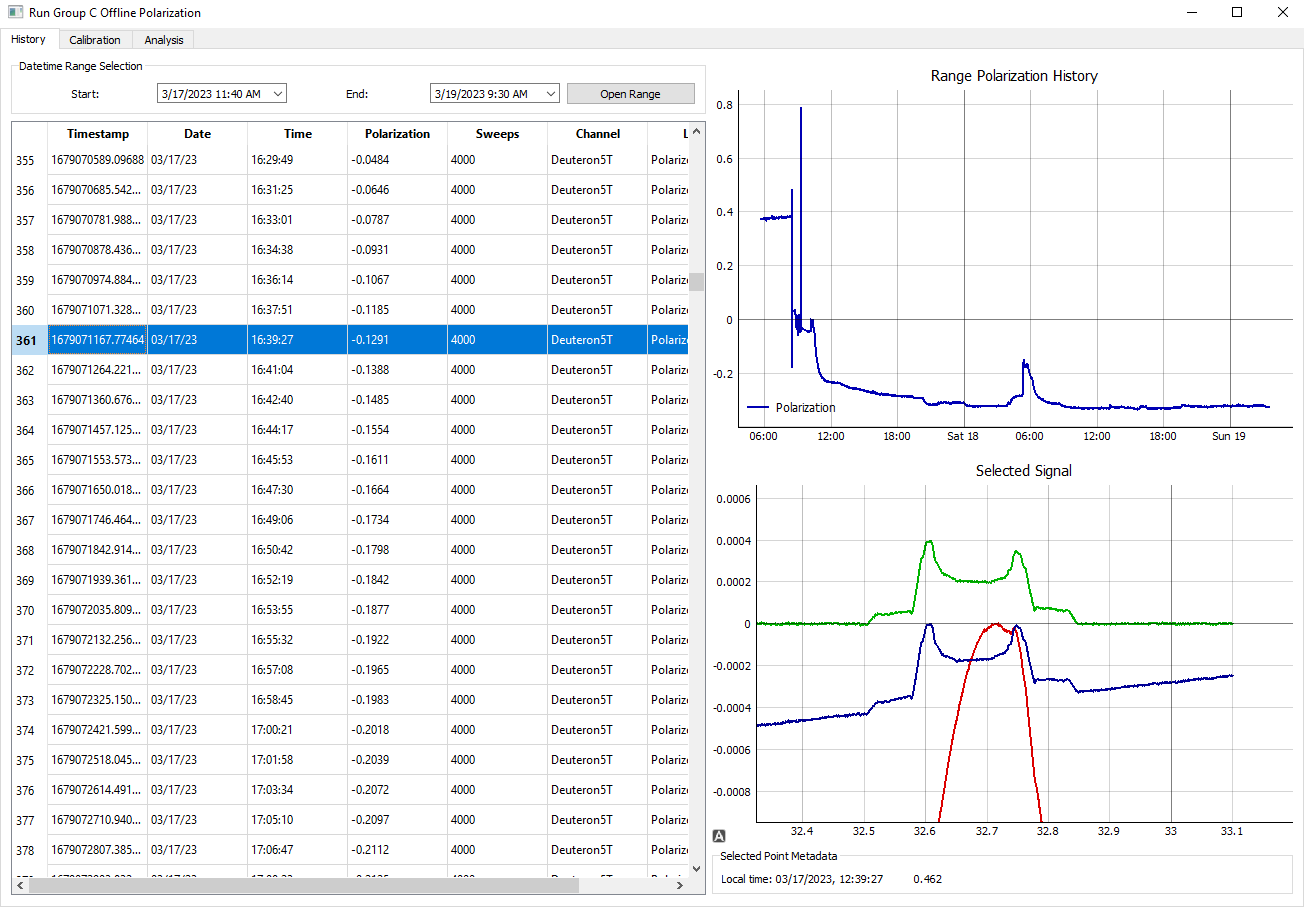 Run Group C Offline Polarization
History Calibration Analysis
Datetime Range Selection
Start: 3/17/2023 11:40 AM End: 3/19/2023 9:30 AM Open Range
Timestamp Date Time Polarization Sweeps Channel L
355 1679070589.09688 03/17/23 16:29:49 -0.0484 4000 Deuteron5T Polariz
356 1679070685.542... 03/17/23 16:31:25 -0.0646 4000 Deuteron5T Polariz
357 1679070781.988... 03/17/23 16:33:01 -0.0787 4000 Deuteron5T Polariz
358 1679070878.436... 03/17/23 16:34:38 -0.0931 4000 Deuteron5T Polariz
359 1679070974.884... 03/17/23 16:36:14 -0.1067 4000 Deuteron5T Polariz
360 1679071071.328... 03/17/23 16:37:51 -0.1185 4000 Deuteron5T Polariz
361 1679071167.77464 03/17/23 16:39:27 -0.1291 4000 Deuteron5T Polariz
362 1679071264.221... 03/17/23 16:41:04 -0.1388 4000 Deuteron5T Polariz
363 1679071360.676... 03/17/23 16:42:40 -0.1485 4000 Deuteron5T Polariz
364 1679071457.125... 03/17/23 16:44:17 -0.1554 4000 Deuteron5T Polariz
365 1679071553.573... 03/17/23 16:45:53 -0.1611 4000 Deuteron5T Polariz
366 1679071650.018... 03/17/23 16:47:30 -0.1664 4000 Deuteron5T Polariz
367 1679071746.464... 03/17/23 16:49:06 -0.1734 4000 Deuteron5T Polariz
368 1679071842.914... 03/17/23 16:50:42 -0.1798 4000 Deuteron5T Polariz
369 1679071939.361... 03/17/23 16:52:19 -0.1842 4000 Deuteron5T Polariz
370 1679072035.809... 03/17/23 16:53:55 -0.1877 4000 Deuteron5T Polariz
371 1679072132.256... 03/17/23 16:55:32 -0.1922 4000 Deuteron5T Polariz
372 1679072228.702... 03/17/23 16:57:08 -0.1965 4000 Deuteron5T Polariz
373 1679072325.150... 03/17/23 16:58:45 -0.1983 4000 Deuteron5T Polariz
374 1679072421.599... 03/17/23 17:00:21 -0.2018 4000 Deuteron5T Polariz
375 1679072518.045... 03/17/23 17:01:58 -0.2039 4000 Deuteron5T Polariz
376 1679072614.491... 03/17/23 17:03:34 -0.2072 4000 Deuteron5T Polariz
377 1679072710.940... 03/17/23 17:05:10 -0.2097 4000 Deuteron5T Polariz
378 1679072807.385... 03/17/23 17:06:47 -0.2112 4000 Deuteron5T Polariz
Range Polarization History
0.8
0.6
0.4
0.2
0
-0.2
Polarization
06:00 12:00 18:00 Sat 18 06:00 12:00 18:00 Sun 19
Selected Signal
0.0006
0.0004
0.0002
0
-0.0002
-0.0004
-0.0006
-0.0008
32.4 32.5 32.6 32.7 32.8 32.9 33 33.1
A
Selected Point Metadata
Local time: 03/17/2023, 12:39:27 0.462